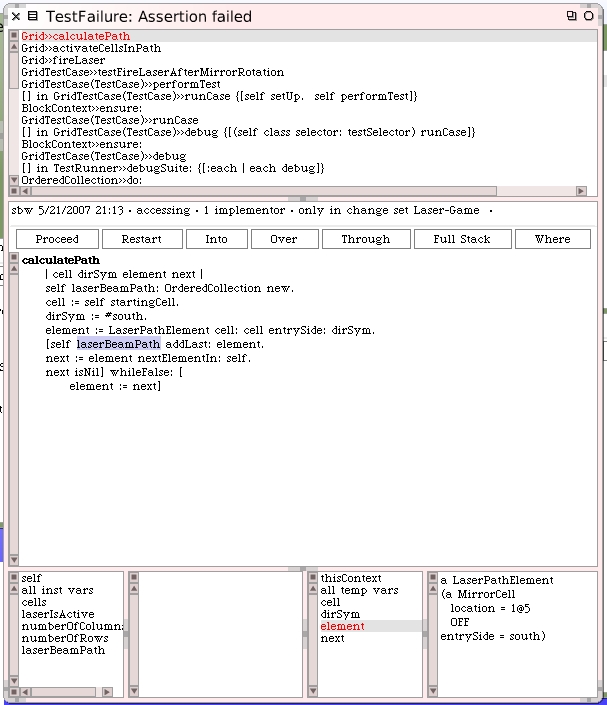 TestFailure: Assertion failed
Grid>>calculatePath
Grid>>activateCellsInPath
Grid>>fireLaser
GridTestCase>>testFireLaserAfterMirrorRotation
GridTestCase(TestCase)>>performTest
[] in GridTestCase(TestCase)>>runCase {[self setUp. self performTest]}
BlockContext>>ensure:
GridTestCase(TestCase)>>runCase
[] in GridTestCase(TestCase)>>debug {[(self class selector: testSelector) runCase]}
BlockContext>>ensure:
GridTestCase(TestCase)>>debug
[] in TestRunner>>debugSuite: {[:each | each debug]}
OrderedCollection>>do:
sbw 5/21/2007 21:13 · accessing · 1 implementor · only in change set Laser-Game ·
Proceed Restart Into Over Through Full Stack Where
calculatePath
| cell dirSym element next |
self laserBeamPath: OrderedCollection new.
cell := self startingCell.
dirSym := #south.
element := LaserPathElement cell: cell entrySide: dirSym.
[self laserBeamPath addLast: element.
next := element nextElementIn: self.
next isNil] whileFalse: [
element := next]
self
all inst vars
cells
laserIsActive
numberOfColumns
numberOfRows
laserBeamPath
thisContext
all temp vars
cell
dirSym
element
next
a LaserPathElement
(a MirrorCell
location = 1@5
OFF
entrySide = south)